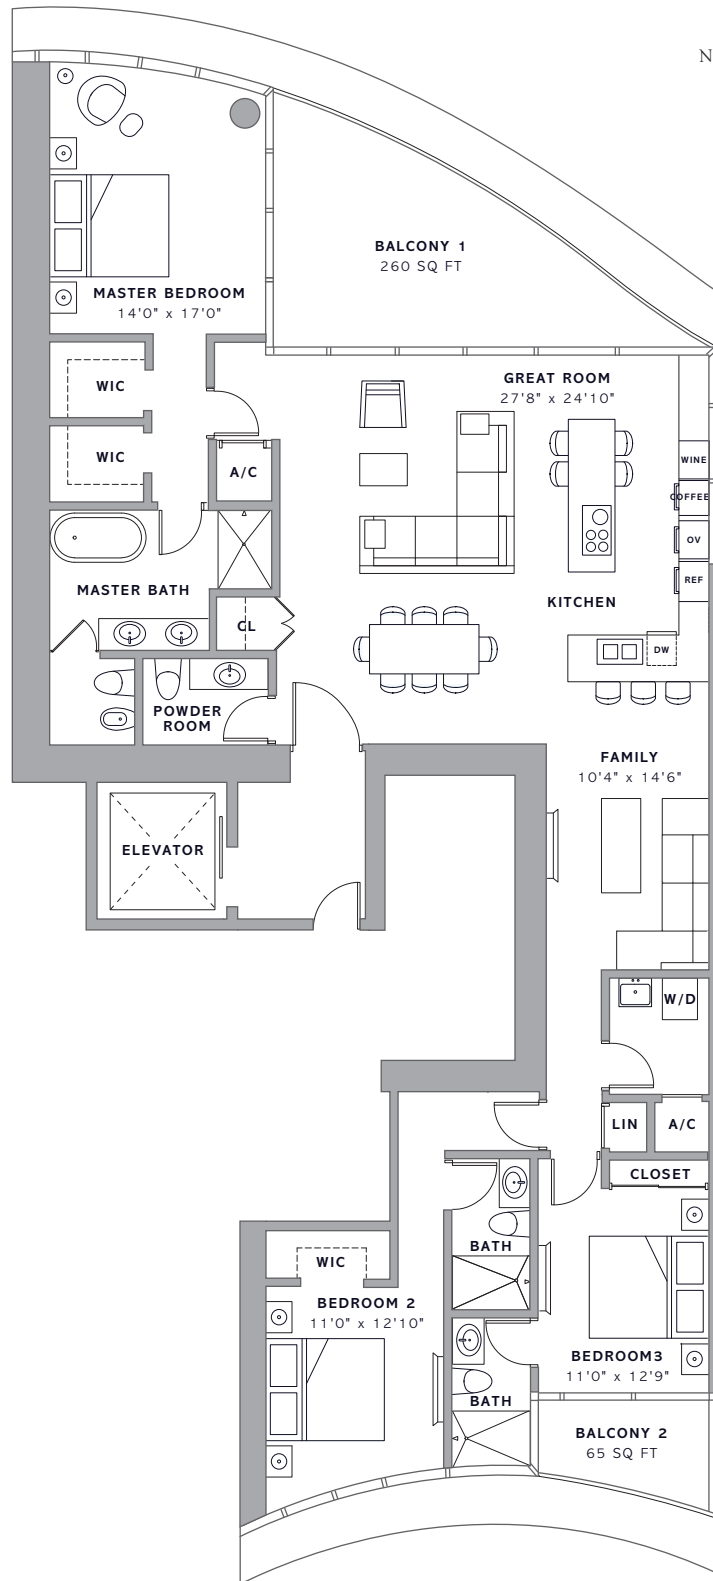 N
BALCONY 1
260 SQ FT
MASTER BEDROOM
14'0" x 17'0"
GREAT ROOM
27'8" x 24'10"
WIC
WIC
A/C
WINE
COFFEE
OV
REF
MASTER BATH
KITCHEN
CL
DW
POWDER
ROOM
FAMILY
10'4" x 14'6"
ELEVATOR
W/D
LIN
A/C
CLOSET
BATH
WIC
BEDROOM 2
11'0" x 12'10"
BEDROOM3
11'0" x 12'9"
BATH
BALCONY 2
65 SQ FT